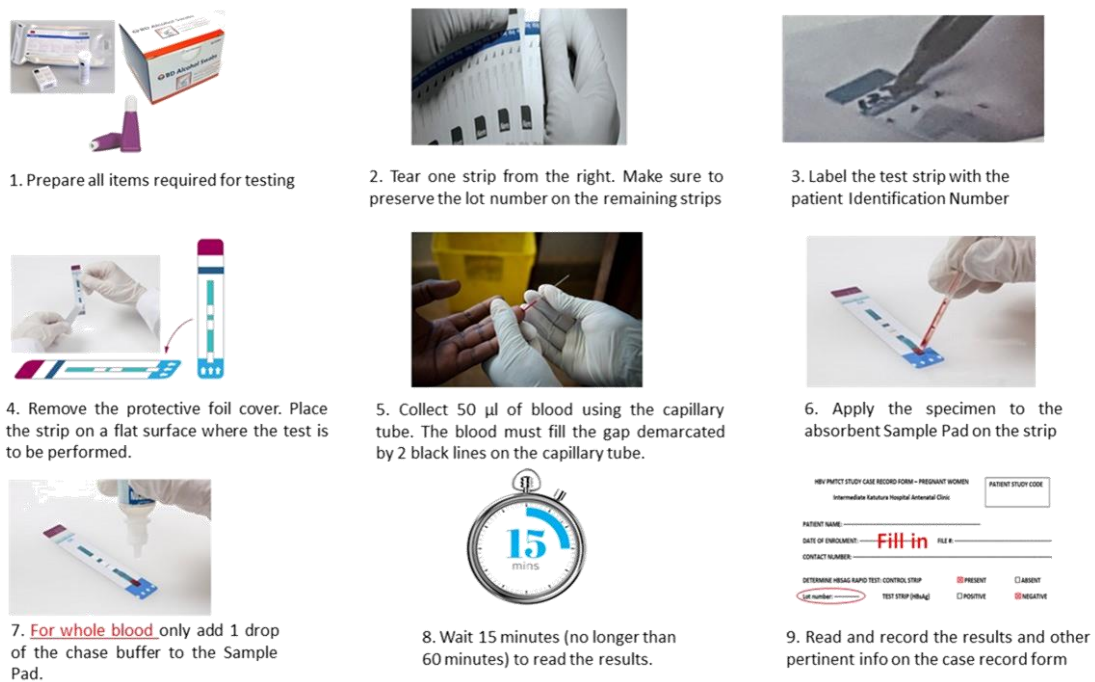 BD Alcohol Swabs
1. Prepare all items required for testing
2. Tear one strip from the right. Make sure to
preserve the lot number on the remaining strips
3. Label the test strip with the
patient Identification Number
4. Remove the protective foil cover. Place
the strip on a flat surface where the test is
to be performed.
5. Collect 50 µl of blood using the capillary
tube. The blood must fill the gap demarcated
by 2 black lines on the capillary tube.
6. Apply the specimen to the
absorbent Sample Pad on the strip
7. For whole blood only add 1 drop
of the chase buffer to the Sample
Pad.
15
mins
8. Wait 15 minutes (no longer than
60 minutes) to read the results.
HBV PMTCT STUDY CASE RECORD FORM – PREGNANT WOMEN
Intermediate Katutura Hospital Antenatal Clinic
PATIENT STUDY CODE
PATIENT NAME:
DATE OF ENROLMENT: Fill in FILE #:
CONTACT NUMBER:
DETERMINE HBSAG RAPID TEST: CONTROL STRIP PRESENT ABSENT
Lot number: TEST STRIP (HBsAg) POSITIVE NEGATIVE
9. Read and record the results and other
pertinent info on the case record form